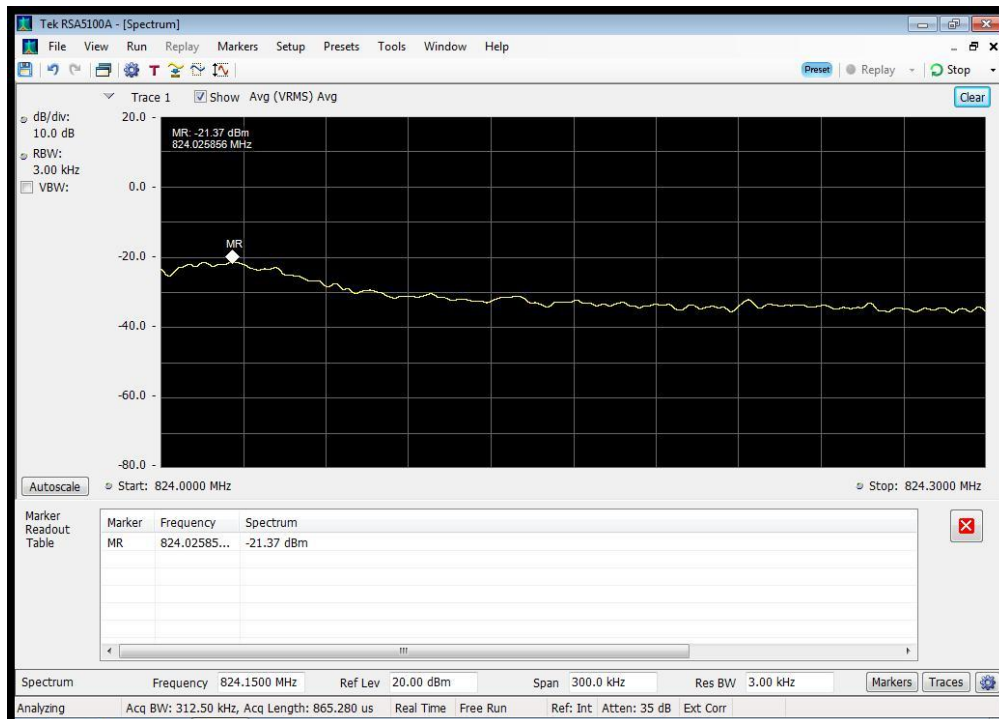 Tek RSA5100A - [Spectrum]
File View Run Replay Markers Setup Presets Tools Window Help
T Preset Replay Stop
Trace 1 Show Avg (VRMS) Avg Clear
dB/div: 20.0 -
10.0 dB
MR: -21.37 dBm
824.025856 MHz
RBW:
3.00 kHz
VBW: 0.0 -
MR
-20.0 -
-40.0 -
-60.0 -
-80.0 -
Autoscale Start: 824.0000 MHz Stop: 824.3000 MHz
Marker
Readout
Table
Marker Frequency Spectrum
MR 824.02585... -21.37 dBm
Spectrum Frequency 824.1500 MHz Ref Lev 20.00 dBm Span 300.0 kHz Res BW 3.00 kHz Markers Traces
Analyzing Acq BW: 312.50 kHz, Acq Length: 865.280 us Real Time Free Run Ref: Int Atten: 35 dB Ext Corr